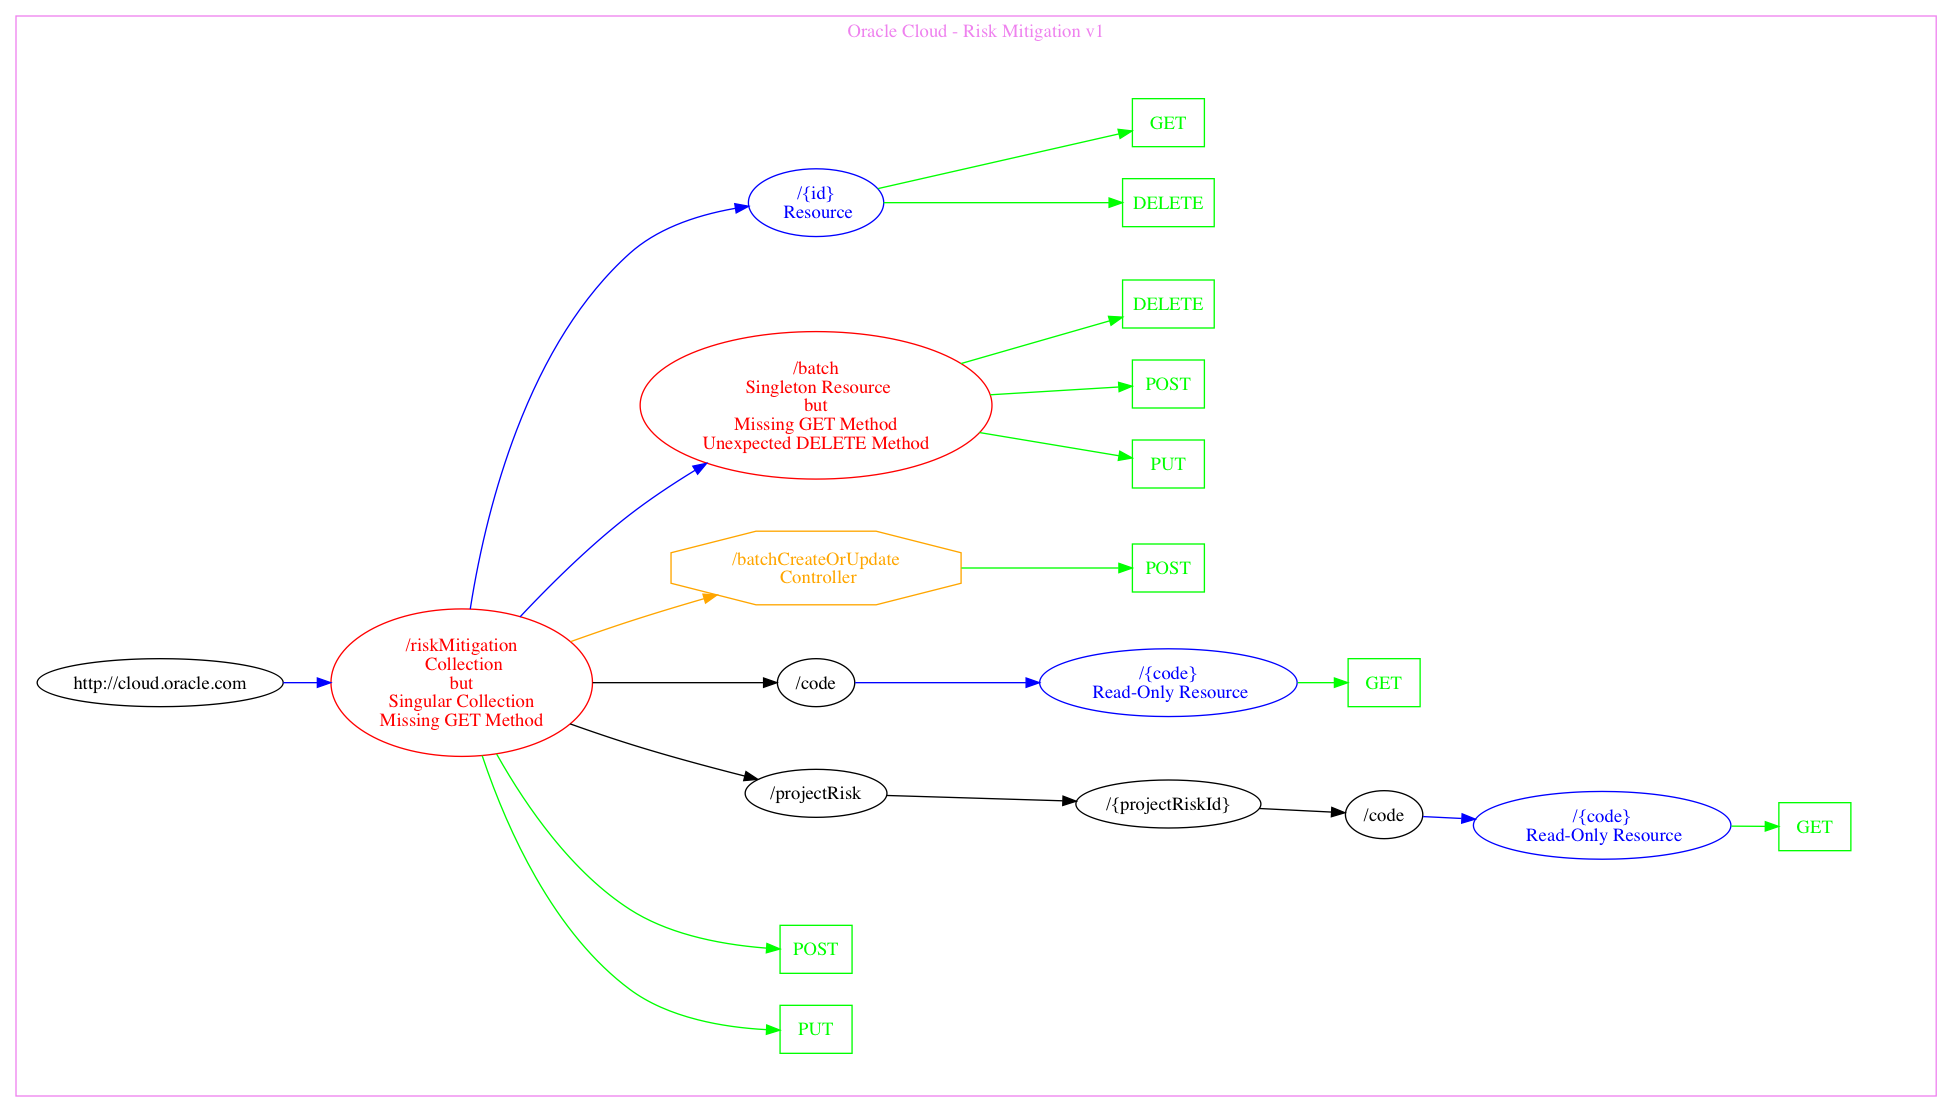 Oracle Cloud - Risk Mitigation v1
GET
/{id}
Resource
DELETE
DELETE
/batch
Singleton Resource
but
Missing GET Method
Unexpected DELETE Method
POST
PUT
/batchCreateOrUpdate
Controller
POST
http://cloud.oracle.com
/riskMitigation
Collection
but
Singular Collection
Missing GET Method
/code
/{code}
Read-Only Resource
GET
/projectRisk
/{projectRiskId}
/code
/{code}
Read-Only Resource
GET
POST
PUT